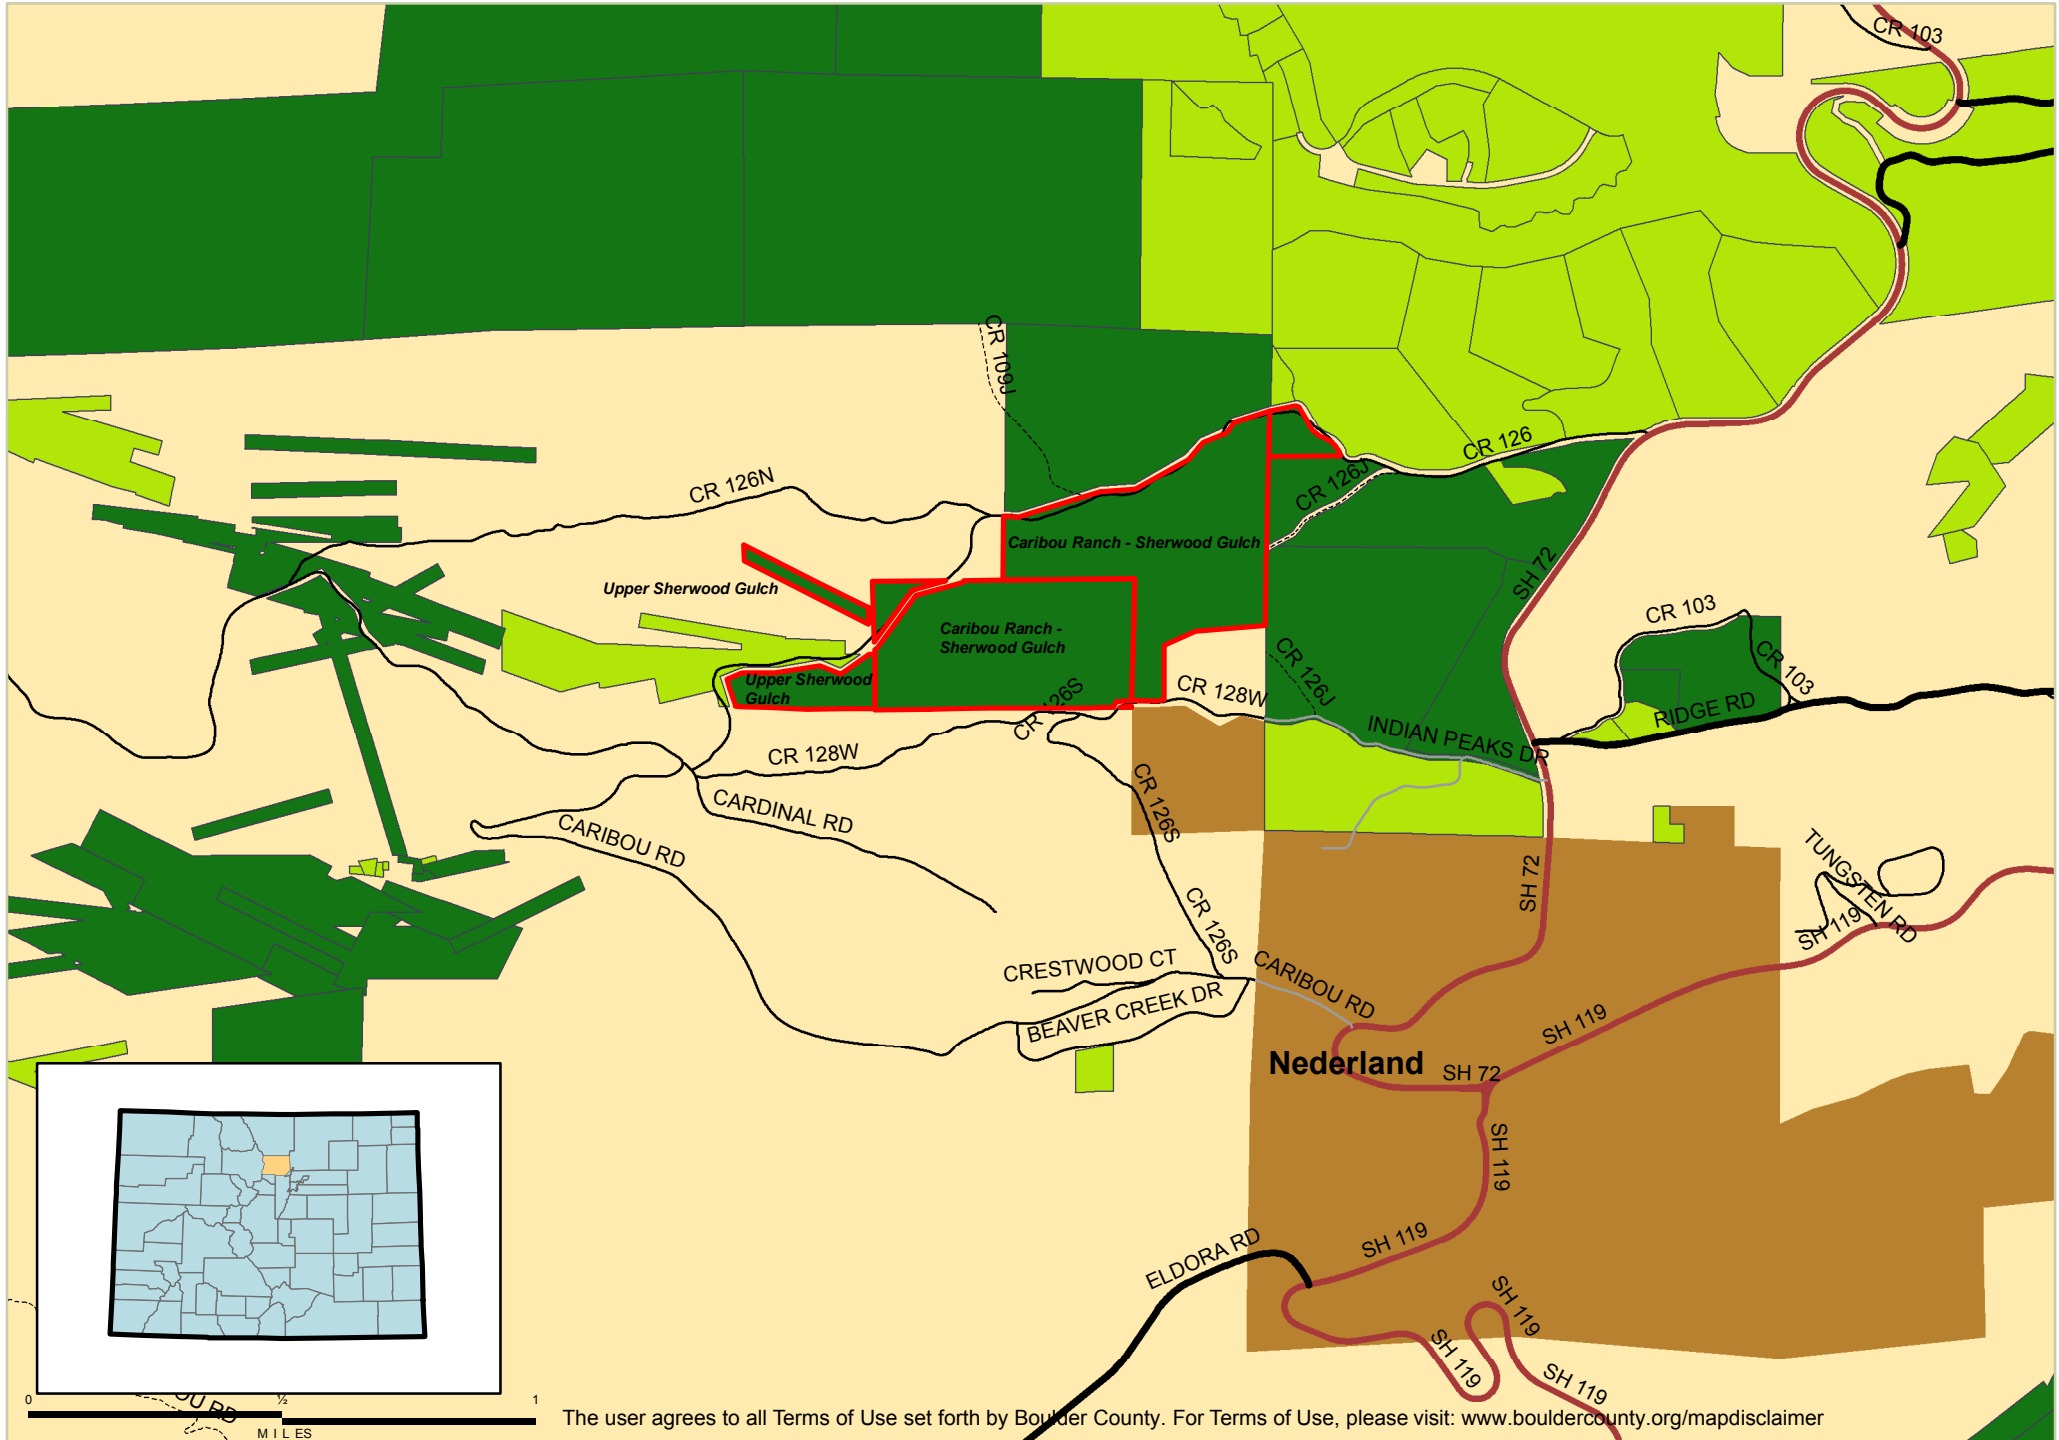 CR 103
CR 109J
CR 126
CR 126N
CR 126J
Caribou Ranch - Sherwood Gulch
SH 72
Upper Sherwood Gulch
CR 103
Caribou Ranch -
Sherwood Gulch
CR 103
CR 126J
Upper Sherwood
Gulch
CR 126S
CR 128W
RIDGE RD
INDIAN PEAKS DR
CR 128W
CR 126S
CARDINAL RD
CARIBOU RD
TUNGSTEN RD
SH 72
SH 119
CR 126S
CRESTWOOD CT
CARIBOU RD
BEAVER CREEK DR
SH 119
Nederland
SH 72
SH 119
SH 119
ELDORA RD
SH 119
SH 119
SH 119
OU RD
0 ½ 1
MILES
The user agrees to all Terms of Use set forth by Boulder County. For Terms of Use, please visit: www.bouldercounty.org/mapdisclaimer